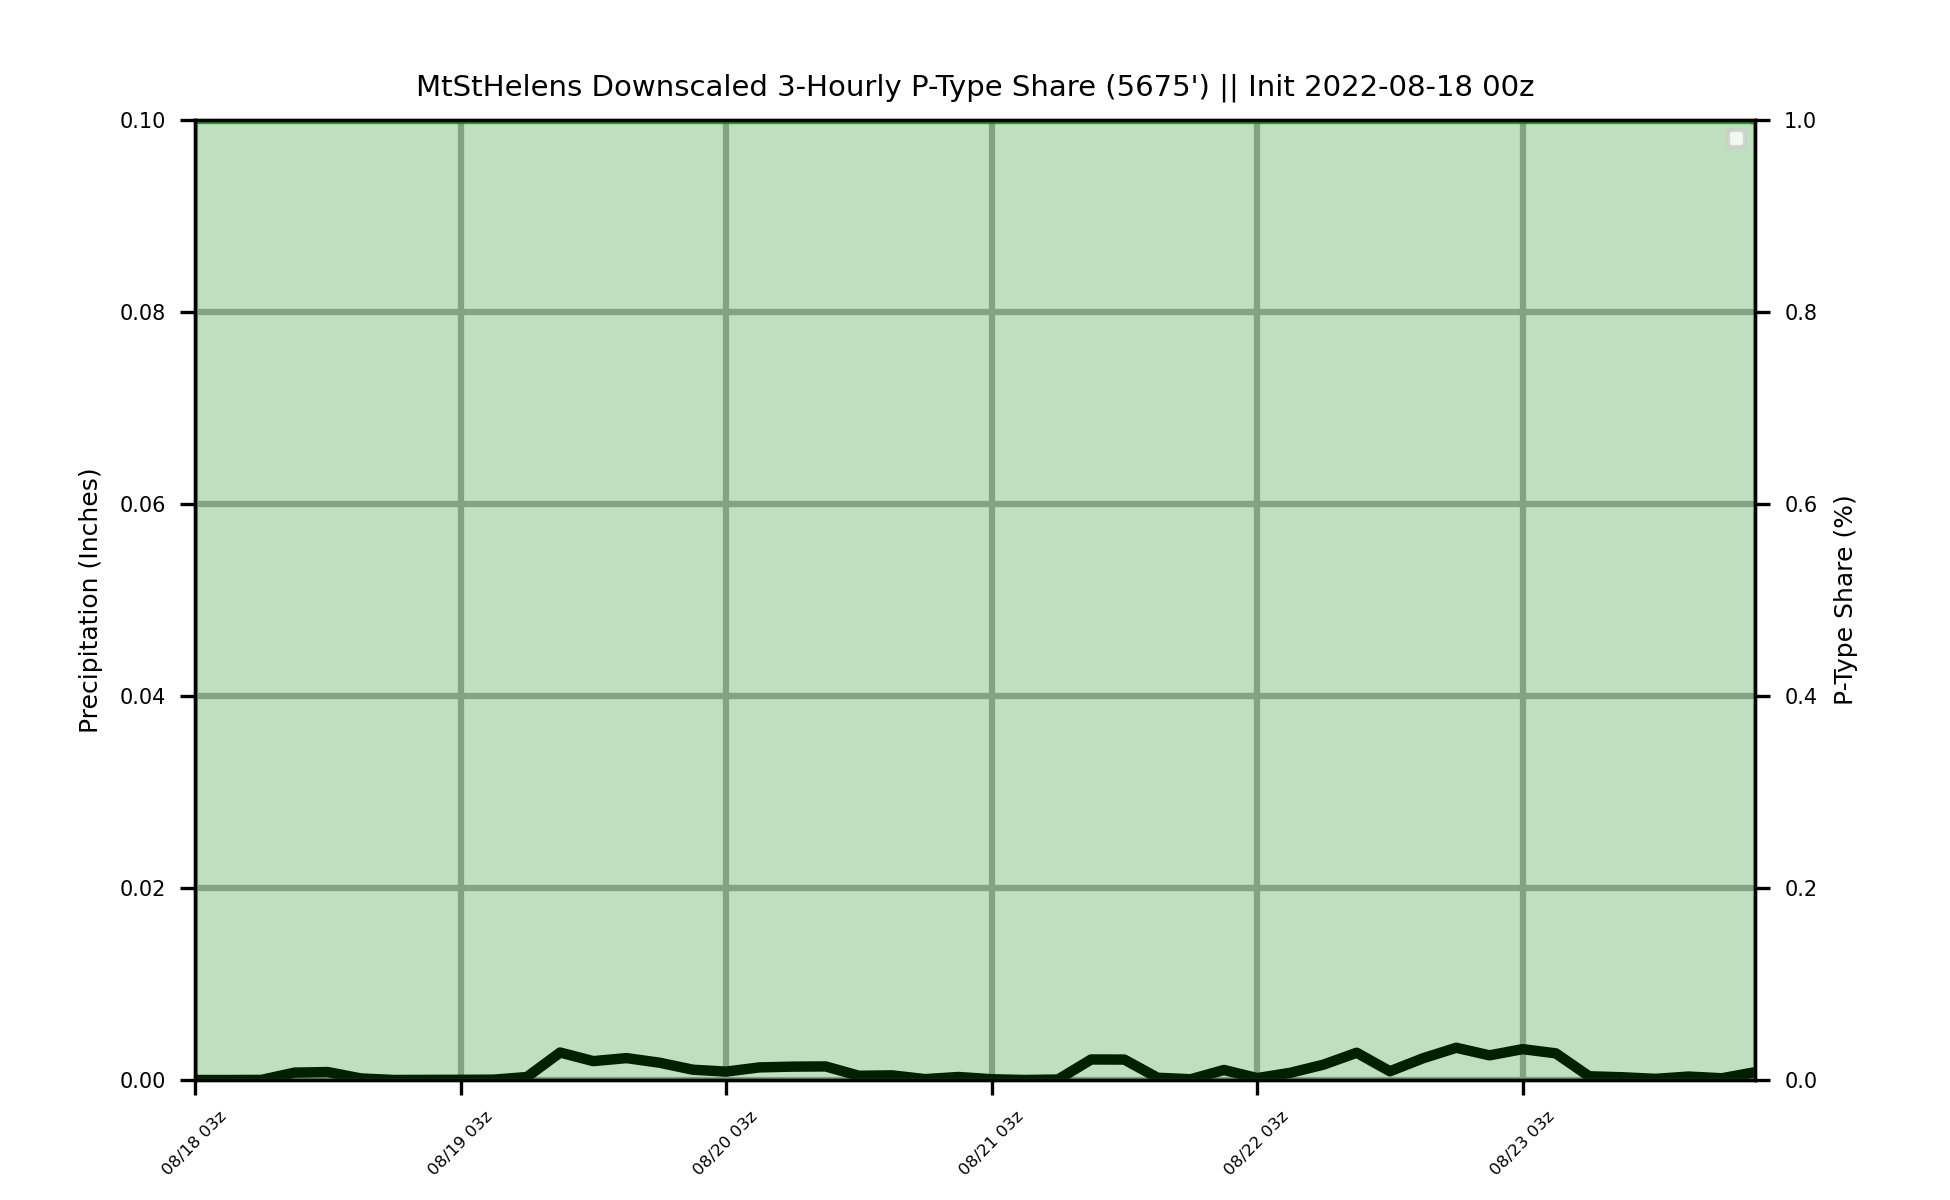 MtStHelens Downscaled 3-Hourly P-Type Share (5675') || Init 2022-08-18 00z
0.10
0.08
0.06
0.04
0.02
0.00
Precipitation (Inches)
1.0
0.8
0.6
0.4
0.2
0.0
P-Type Share (%)
08/18 03z
08/19 03z
08/20 03z
08/21 03z
08/22 03z
08/23 03z